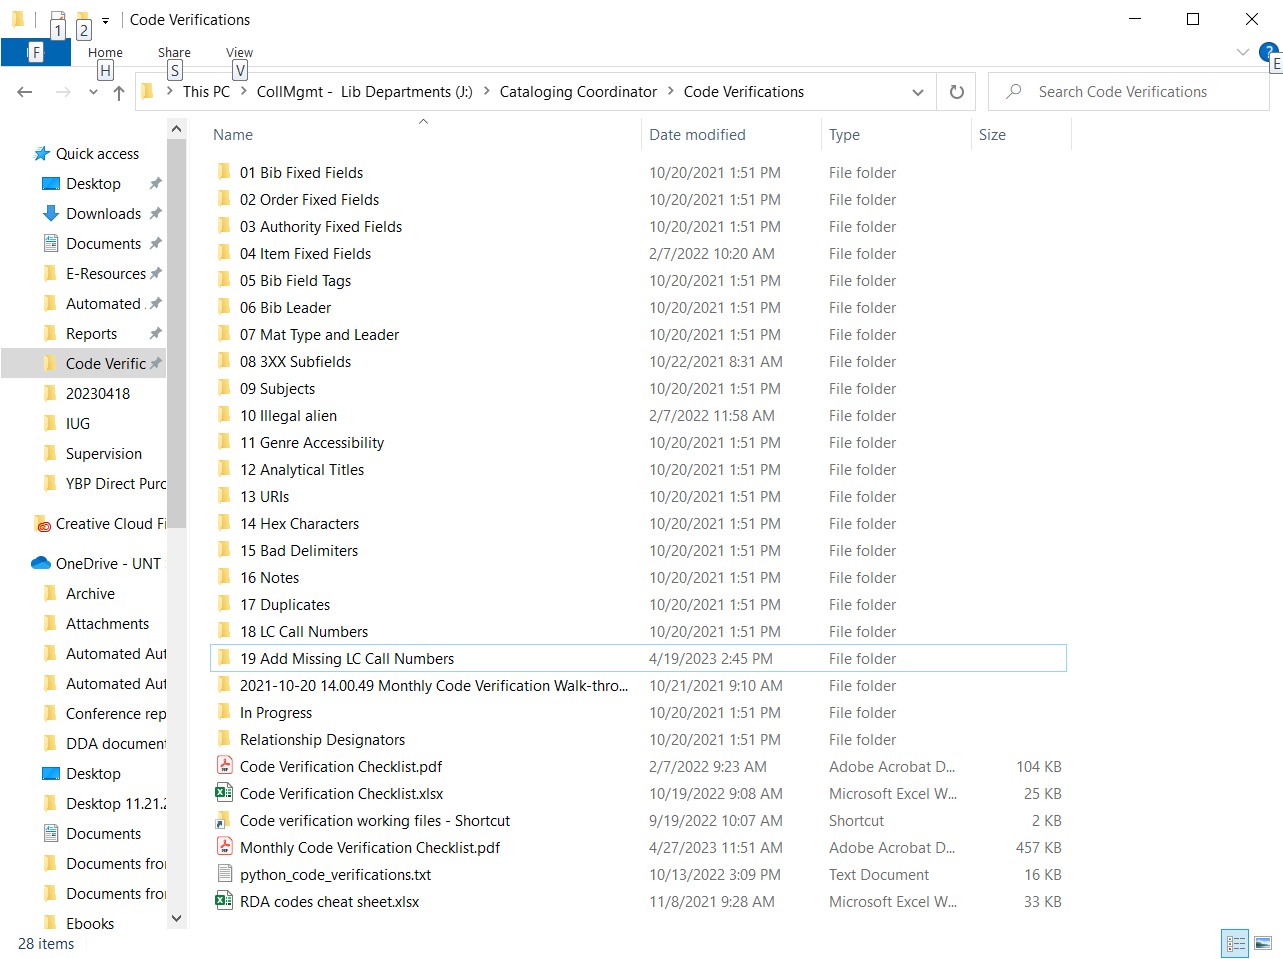 1 2 Code Verifications
F Home Share View
H S V ? E
This PC CollMgmt - Lib Departments (J:) Cataloging Coordinator Code Verifications
Search Code Verifications
Quick access
Desktop
Downloads
Documents
E-Resources
Automated
Reports
Code Verific
20230418
IUG
Supervision
YBP Direct Purc
Creative Cloud Fi
OneDrive - UNT
Archive
Attachments
Automated Aut
Automated Aut
Conference rep
DDA document
Desktop
Desktop 11.21.2
Documents
Documents fro
Documents fro
Ebooks
Name Date modified Type Size
01 Bib Fixed Fields 10/20/2021 1:51 PM File folder
02 Order Fixed Fields 10/20/2021 1:51 PM File folder
03 Authority Fixed Fields 10/20/2021 1:51 PM File folder
04 Item Fixed Fields 2/7/2022 10:20 AM File folder
05 Bib Field Tags 10/20/2021 1:51 PM File folder
06 Bib Leader 10/20/2021 1:51 PM File folder
07 Mat Type and Leader 10/20/2021 1:51 PM File folder
08 3XX Subfields 10/22/2021 8:31 AM File folder
09 Subjects 10/20/2021 1:51 PM File folder
10 Illegal alien 2/7/2022 11:58 AM File folder
11 Genre Accessibility 10/20/2021 1:51 PM File folder
12 Analytical Titles 10/20/2021 1:51 PM File folder
13 URIs 10/20/2021 1:51 PM File folder
14 Hex Characters 10/20/2021 1:51 PM File folder
15 Bad Delimiters 10/20/2021 1:51 PM File folder
16 Notes 10/20/2021 1:51 PM File folder
17 Duplicates 10/20/2021 1:51 PM File folder
18 LC Call Numbers 10/20/2021 1:51 PM File folder
19 Add Missing LC Call Numbers 4/19/2023 2:45 PM File folder
2021-10-20 14.00.49 Monthly Code Verification Walk-thro... 10/21/2021 9:10 AM File folder
In Progress 10/20/2021 1:51 PM File folder
Relationship Designators 10/20/2021 1:51 PM File folder
Code Verification Checklist.pdf 2/7/2022 9:23 AM Adobe Acrobat D... 104 KB
Code Verification Checklist.xlsx 10/19/2022 9:08 AM Microsoft Excel W... 25 KB
Code verification working files - Shortcut 9/19/2022 10:07 AM Shortcut 2 KB
Monthly Code Verification Checklist.pdf 4/27/2023 11:51 AM Adobe Acrobat D... 457 KB
python_code_verifications.txt 10/13/2022 3:09 PM Text Document 16 KB
RDA codes cheat sheet.xlsx 11/8/2021 9:28 AM Microsoft Excel W... 33 KB
28 items